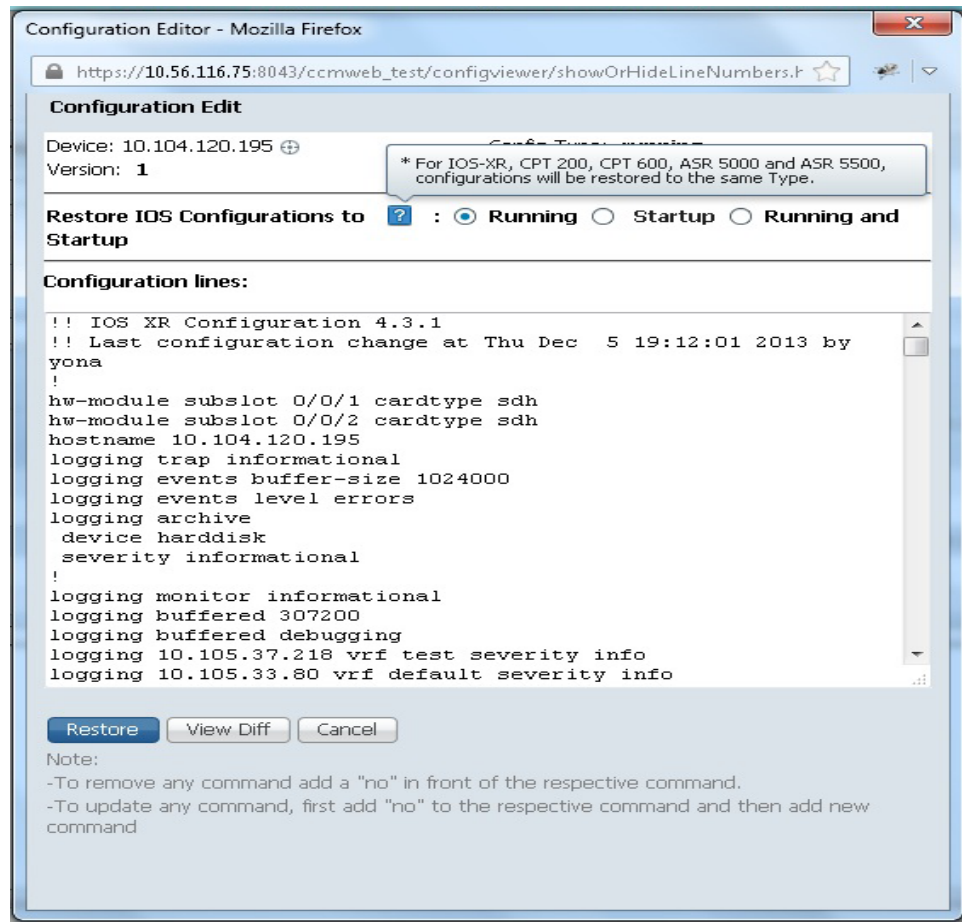 Configuration Editor - Mozilla Firefox
https://10.56.116.75:8043/ccmweb_test/configviewer/showOrHideLineNumbers.h
Configuration Edit
Device: 10.104.120.195
Version: 1
* For IOS-XR, CPT 200, CPT 600, ASR 5000 and ASR 5500,
configurations will be restored to the same Type.
Restore IOS Configurations to ? : Running Startup Running and
Startup
Configuration lines:
!! IOS XR Configuration 4.3.1
!! Last configuration change at Thu Dec  5 19:12:01 2013 by
yona
!
hw-module subslot 0/0/1 cardtype sdh
hw-module subslot 0/0/2 cardtype sdh
hostname 10.104.120.195
logging trap informational
logging events buffer-size 1024000
logging events level errors
logging archive
 device harddisk
 severity informational
!
logging monitor informational
logging buffered 307200
logging buffered debugging
logging 10.105.37.218 vrf test severity info
logging 10.105.33.80 vrf default severity info
Restore View Diff Cancel
Note:
-To remove any command add a "no" in front of the respective command.
-To update any command, first add "no" to the respective command and then add new
command